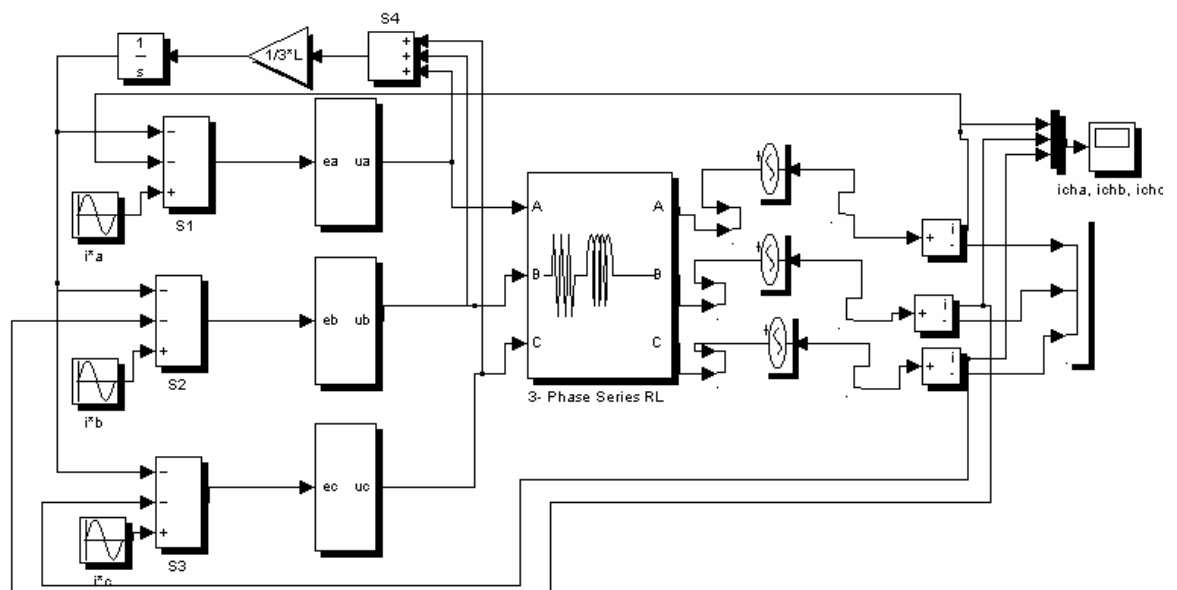 S4
1
s
1/3*L
+
+
+
−
−
+
S1
i*a
ea ua
−
−
+
S2
i*b
eb ub
−
−
+
S3
i*c
ec uc
A A
B B
C C
3- Phase Series RL
+
+
+
+ i -
+ i -
+ i -
icha, ichb, ichc